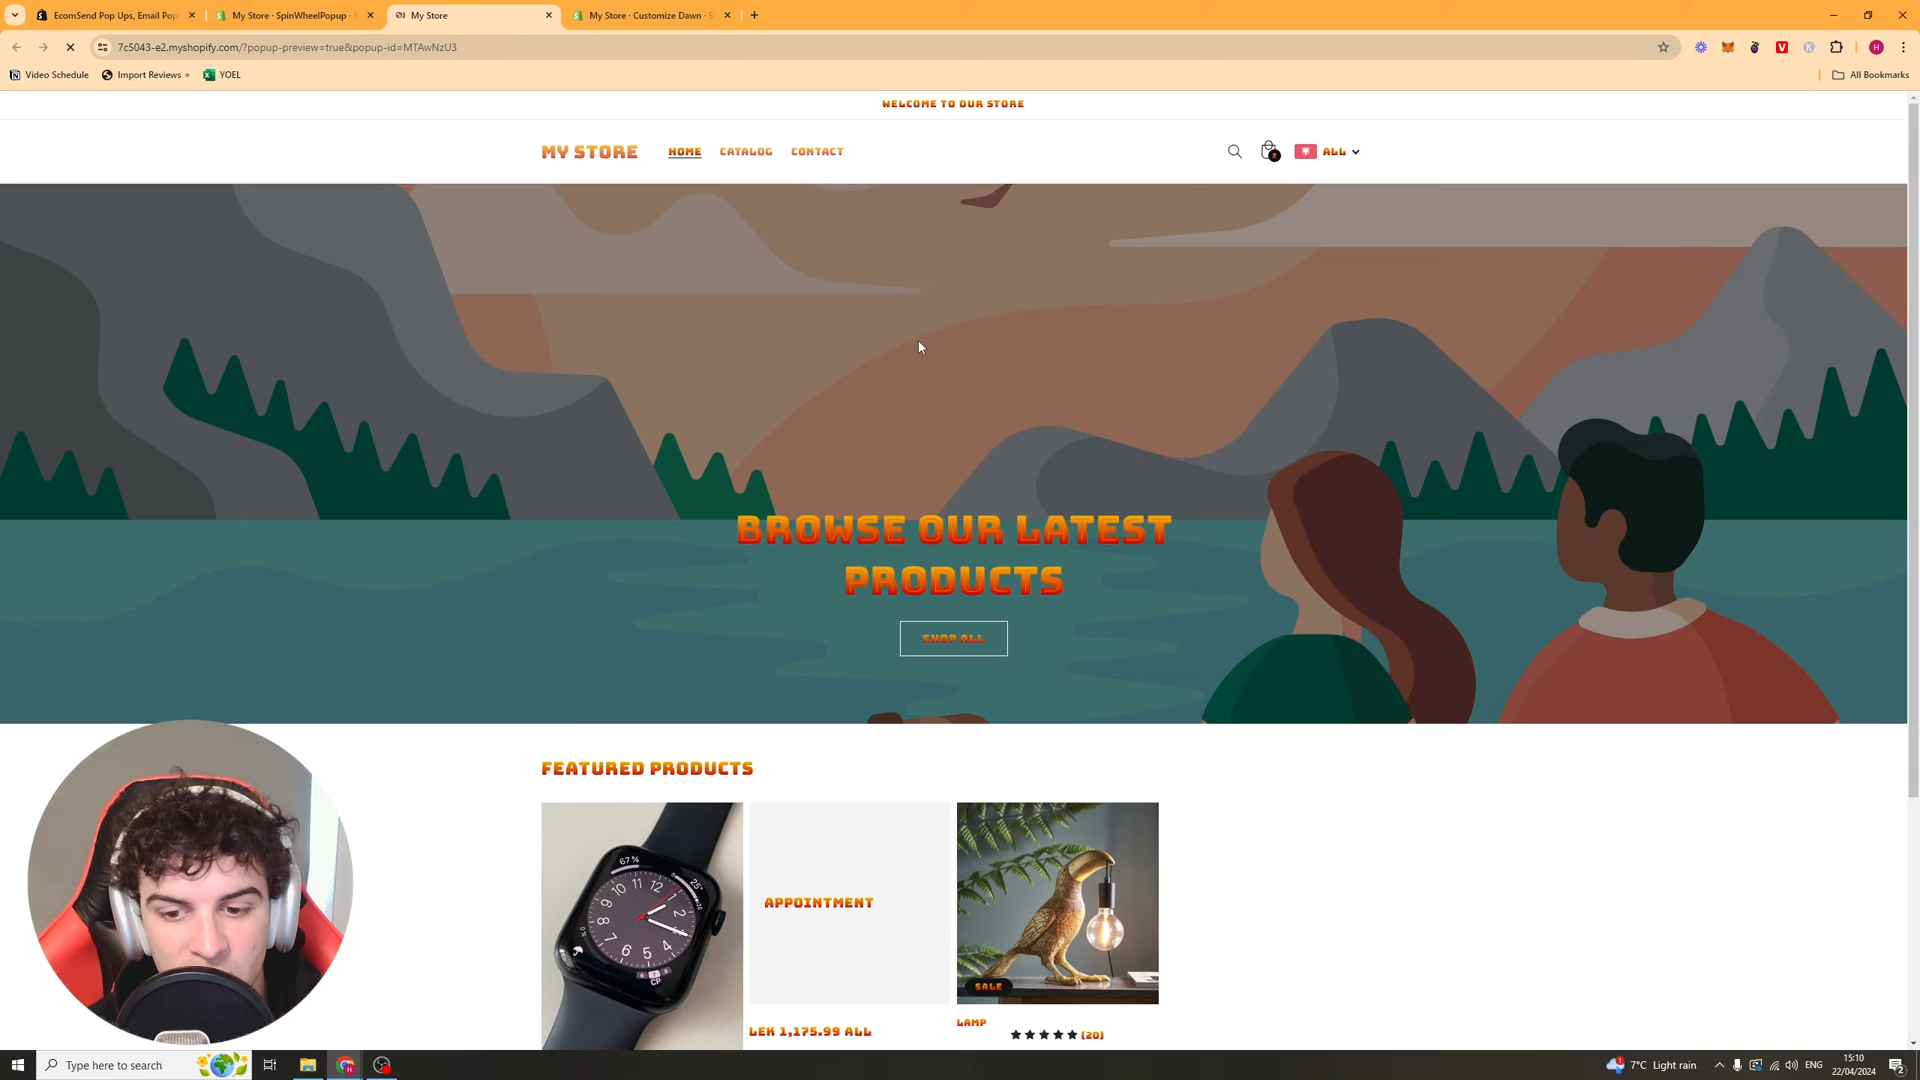 EcomSend Pop Ups, Email Pop
My Store · SpinWheelPopup · S
My Store
My Store · Customize Dawn · S
7c5043-e2.myshopify.com/?popup-preview=true&popup-id=MTAwNzU3
Video Schedule
Import Reviews
YOEL
All Bookmarks
WELCOME TO OUR STORE
MY STORE
HOME
CATALOG
CONTACT
ALL
BROWSE OUR LATEST
PRODUCTS
SHOP ALL
FEATURED PRODUCTS
67%
25°
APPOINTMENT
SALE
LEK 1,175.99 ALL
LAMP
(20)
Type here to search
7°C Light rain
ENG
15:10
22/04/2024